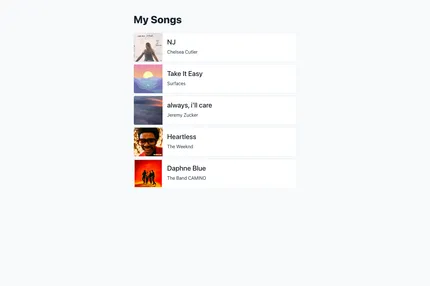 My Songs
NJ
Chelsea Cutler
Take It Easy
Surfaces
always, i'll care
Jeremy Zucker
Heartless
The Weeknd
Daphne Blue
The Band CAMINO